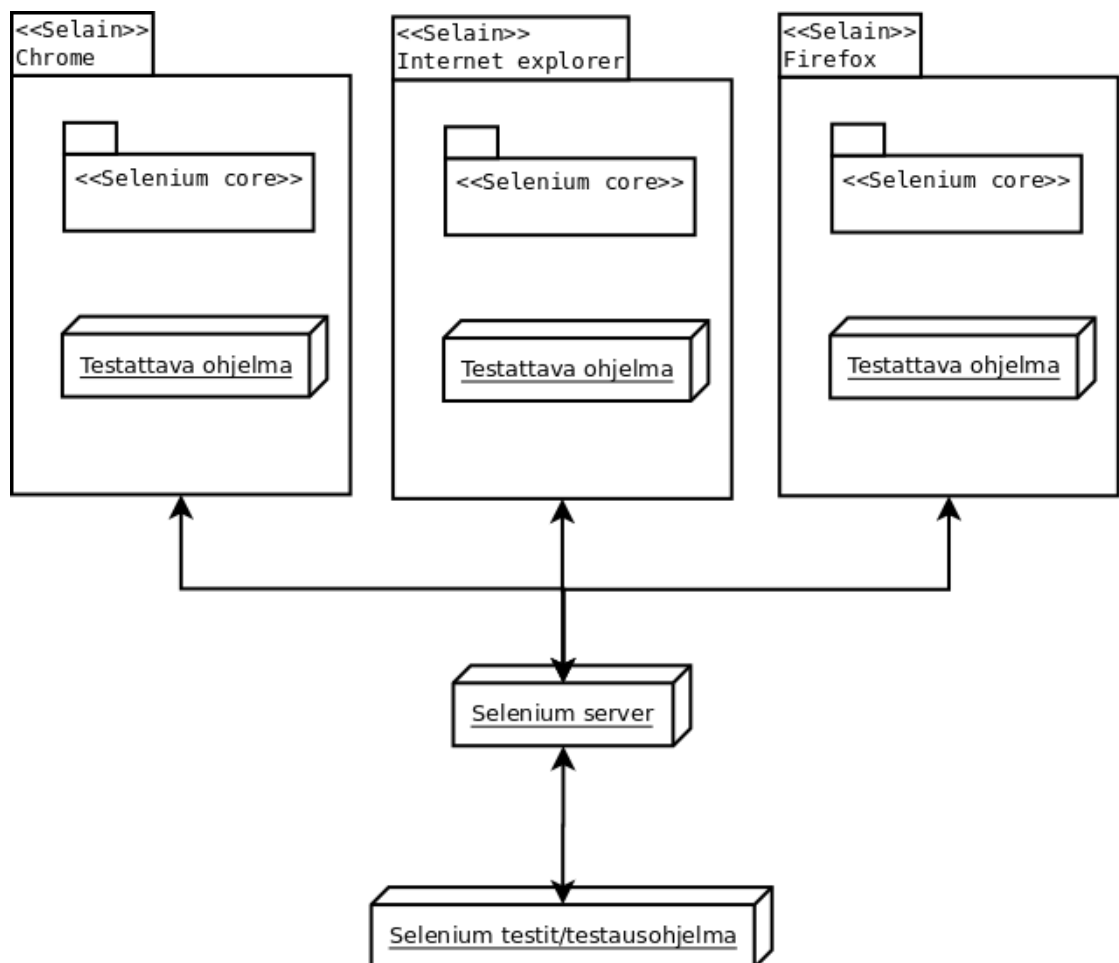 <<Selain>>
Chrome
<<Selenium core>>
Testattava ohjelma
<<Selain>>
Internet explorer
<<Selenium core>>
Testattava ohjelma
<<Selain>>
Firefox
<<Selenium core>>
Testattava ohjelma
Selenium server
Selenium testit/testausohjelma